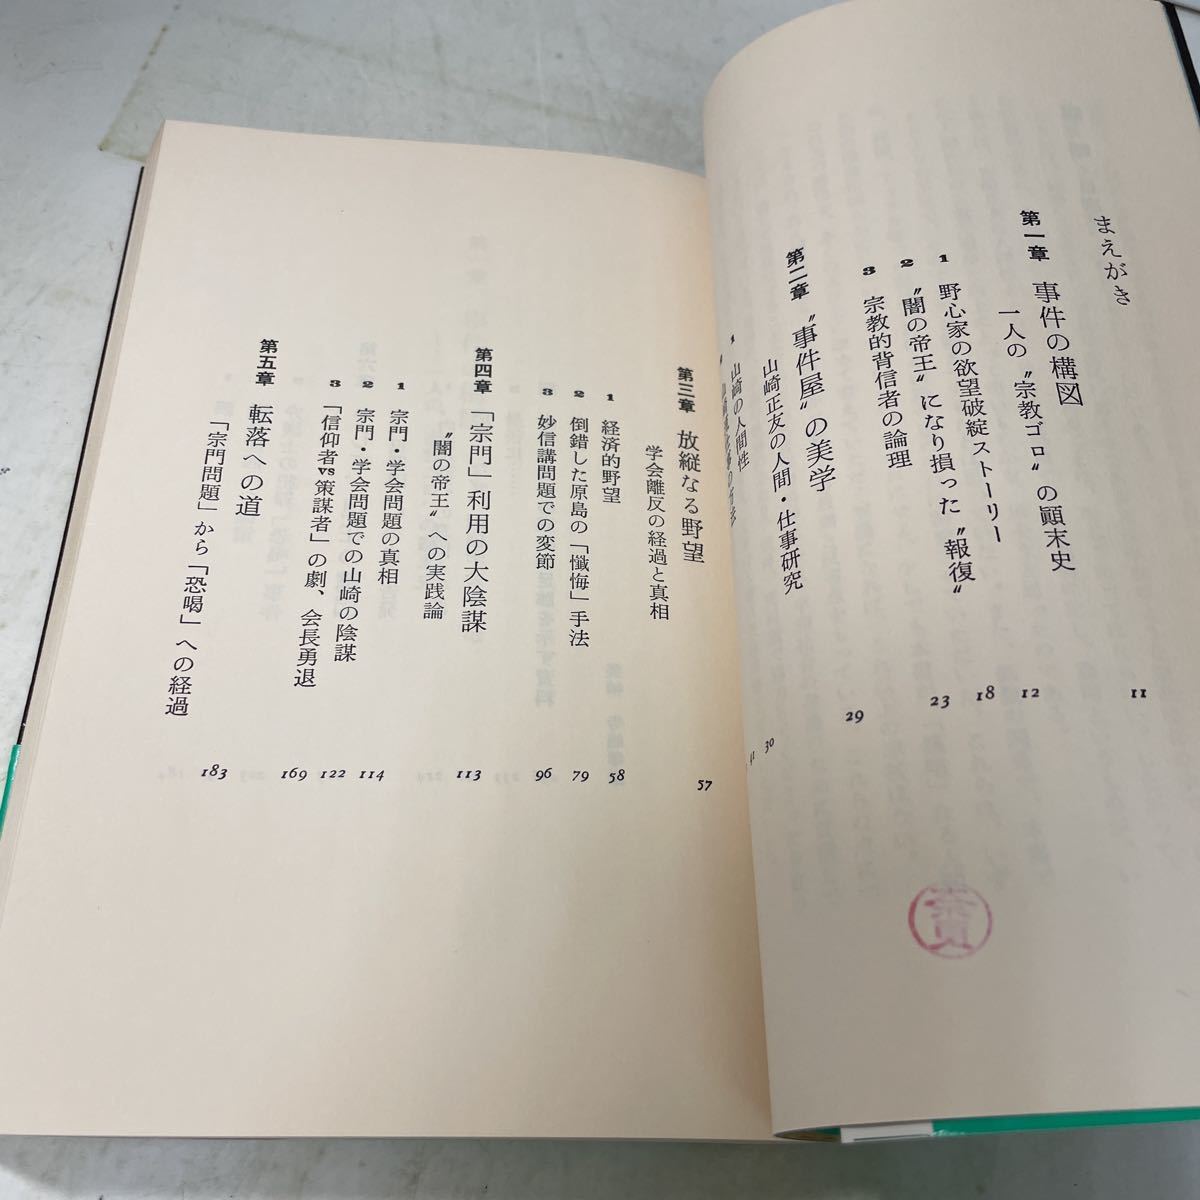 まえがき
第一章 事件の構図 11
一人の〝宗教ゴロ〟の顚末史
1 野心家の欲望破綻ストーリー 12
2 〝闇の帝王〟になり損った〝報復〟 18
3 宗教的背信者の論理 23
第二章 〝事件屋〟の美学 29
山崎正友の人間・仕事研究
1 山崎の人間性 30
41
第三章 放縦なる野望 57
学会離反の経過と真相
1 経済的野望 58
2 倒錯した原島の「懺悔」手法 79
3 妙信講問題での変節 96
第四章 「宗門」利用の大陰謀 113
〝闇の帝王〟への実践論
1 宗門・学会問題の真相 114
2 宗門・学会問題での山崎の陰謀 122
3 「信仰者vs策謀者」の劇、会長勇退 169
第五章 転落への道 183
「宗門問題」から「恐喝」への経過